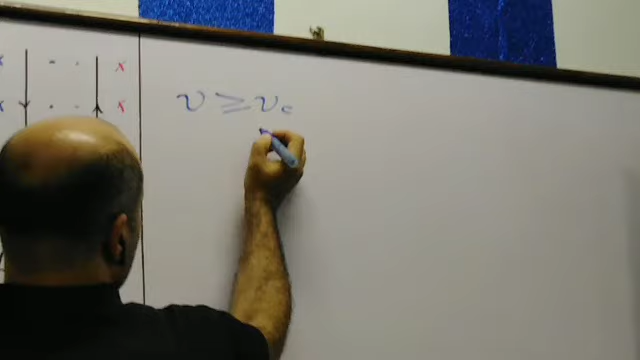 × · · ×
× · · ×
v ≥ v_c